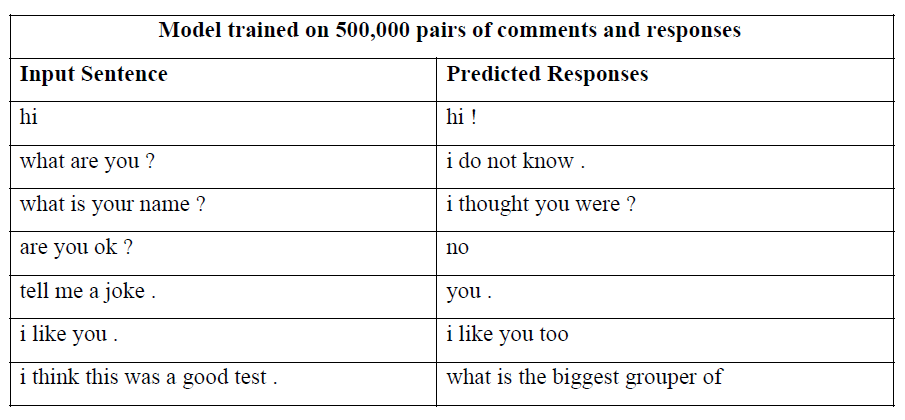 Model trained on 500,000 pairs of comments and responses
Input Sentence Predicted Responses
hi hi !
what are you ? i do not know .
what is your name ? i thought you were ?
are you ok ? no
tell me a joke . you .
i like you . i like you too
i think this was a good test . what is the biggest grouper of